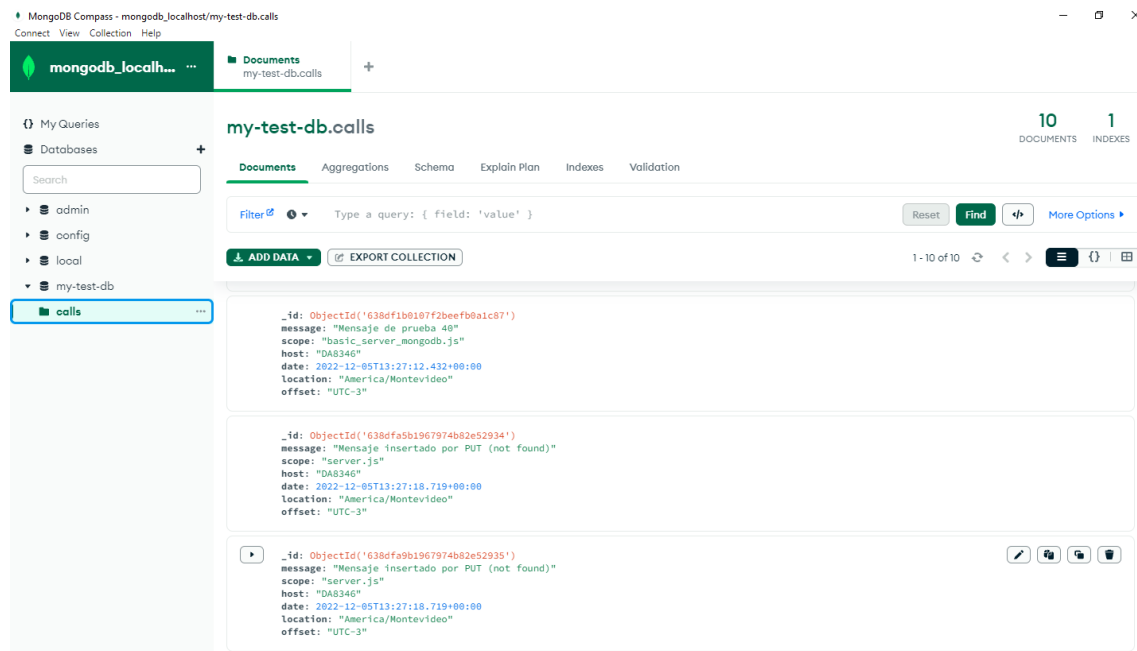 MongoDB Compass - mongodb_localhost/my-test-db.calls
Connect View Collection Help
mongodb_localh... ...
Documents
my-test-db.calls
+
My Queries
Databases +
Search
admin
config
local
my-test-db
calls ...
my-test-db.calls
10 1
DOCUMENTS INDEXES
Documents Aggregations Schema Explain Plan Indexes Validation
Filter Type a query: { field: 'value' } Reset Find </> More Options
ADD DATA EXPORT COLLECTION 1 - 10 of 10 {}
_id: ObjectId('638df1b0107f2beefb0a1c87')
message: "Mensaje de prueba 40"
scope: "basic_server_mongodb.js"
host: "DA8346"
date: 2022-12-05T13:27:12.432+00:00
location: "America/Montevideo"
offset: "UTC-3"
_id: ObjectId('638dfa5b1967974b82e52934')
message: "Mensaje insertado por PUT (not found)"
scope: "server.js"
host: "DA8346"
date: 2022-12-05T13:27:18.719+00:00
location: "America/Montevideo"
offset: "UTC-3"
_id: ObjectId('638dfa9b1967974b82e52935')
message: "Mensaje insertado por PUT (not found)"
scope: "server.js"
host: "DA8346"
date: 2022-12-05T13:27:18.719+00:00
location: "America/Montevideo"
offset: "UTC-3"